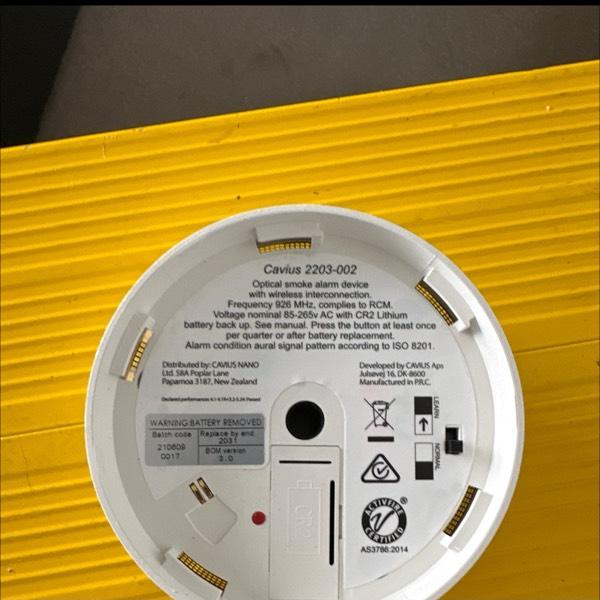 Cavius 2203-002
Optical smoke alarm device
with wireless interconnection.
Frequency 926 MHz, complies to RCM.
Voltage nominal 85-265v AC with CR2 Lithium
battery back up. See manual. Press the button at least once
per quarter or after battery replacement.
Alarm condition aural signal pattern according to ISO 8201.
Distributed by: CAVIUS NANO
Ltd. 58A Poplar Lane
Papamoa 3187, New Zealand
Developed by CAVIUS Aps
Julsøvej 16, DK-8600
Manufactured in P.R.C.
WARNING:BATTERY REMOVED
Batch code
210609
0017
Replace by end
2031
BOM version
3.0
LEARN
NORMAL
CR2
ACTIVFIRE
CERTIFIED
®
AS3786:2014